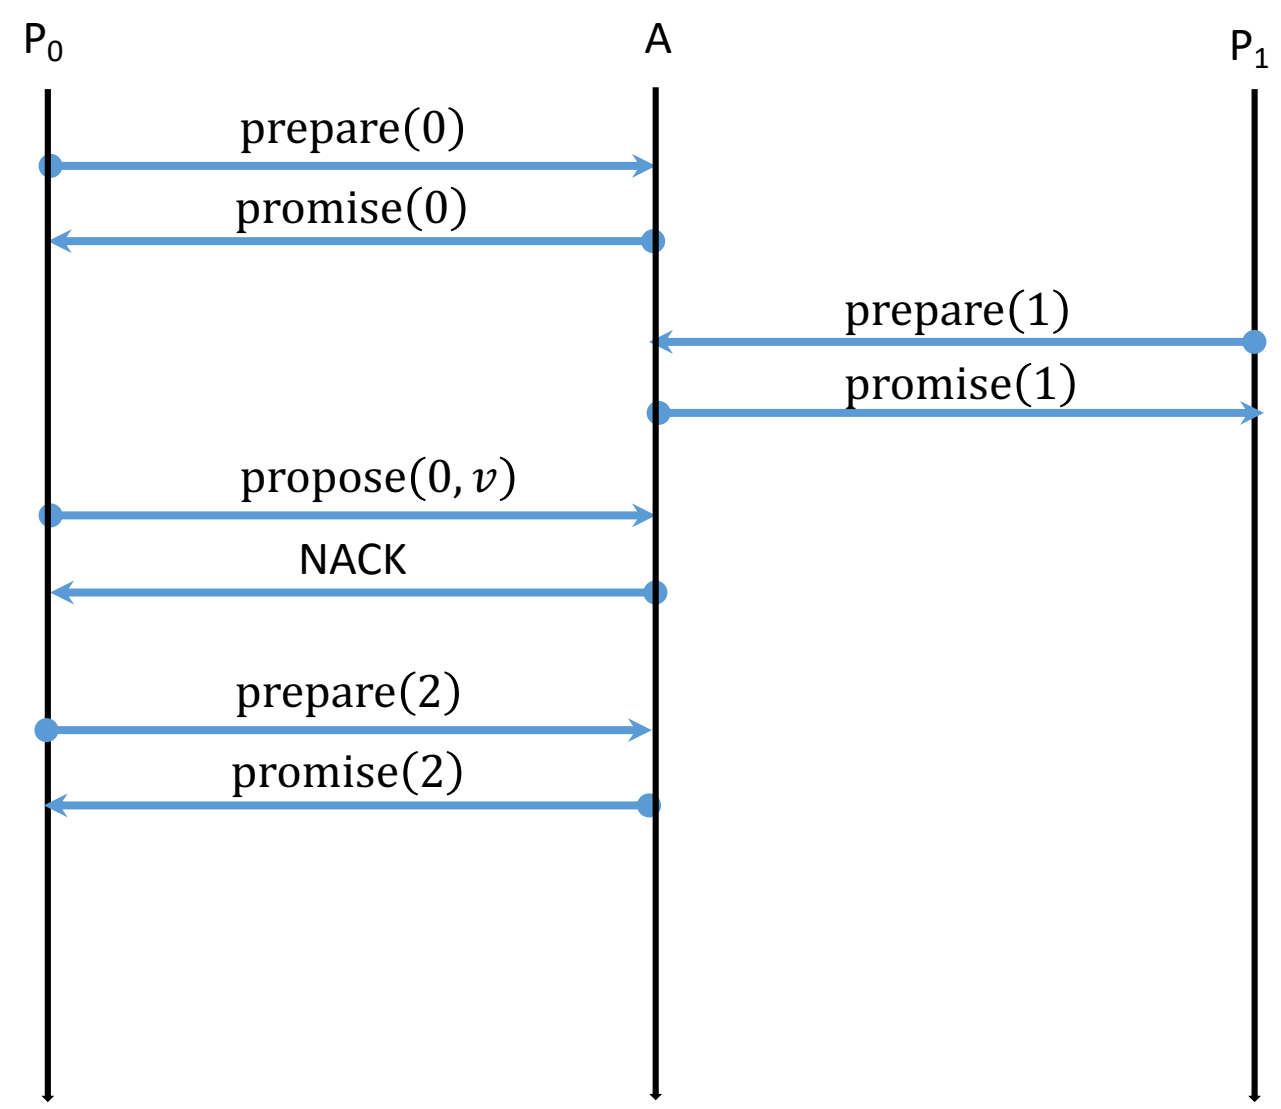 P₀ A P₁
prepare(0)
promise(0)
prepare(1)
promise(1)
propose(0, v)
NACK
prepare(2)
promise(2)